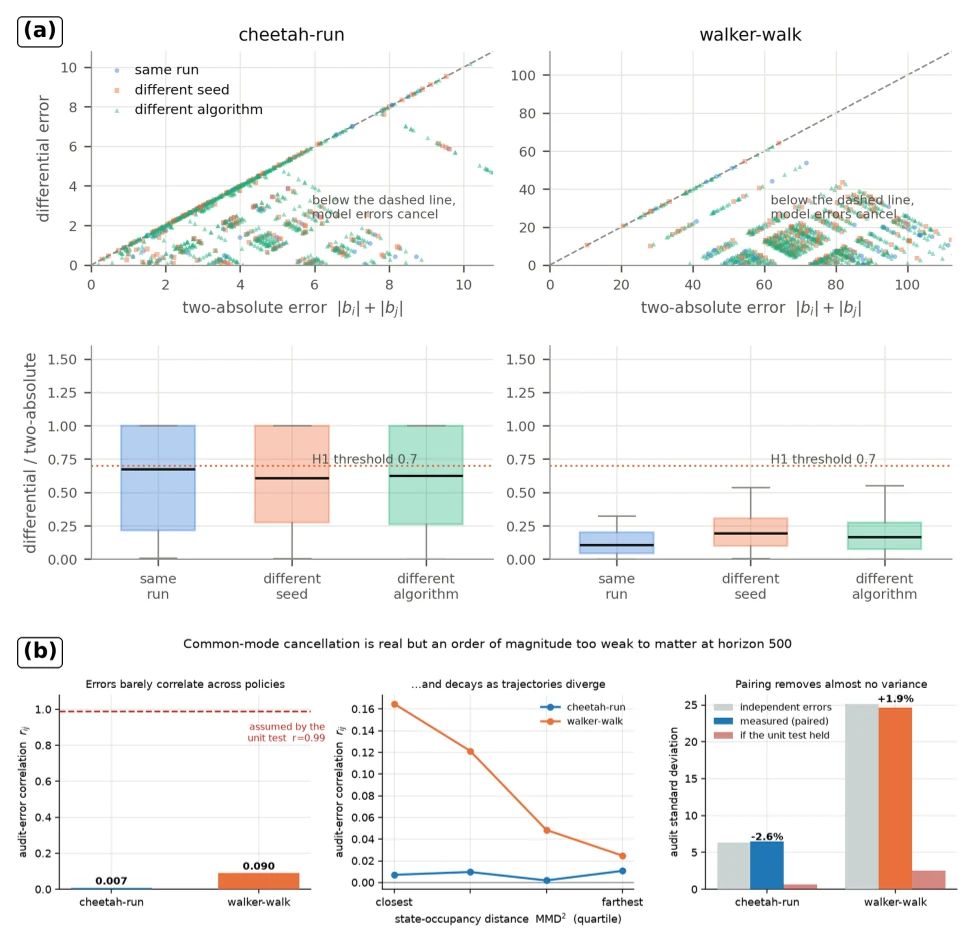 (a)
cheetah-run
walker-walk
differential error
10
8
6
4
2
0
same run
different seed
different algorithm
below the dashed line,
model errors cancel
0 2 4 6 8 10
two-absolute error |b_i| + |b_j|
100
80
60
40
20
0
below the dashed line,
model errors cancel
0 20 40 60 80 100
two-absolute error |b_i| + |b_j|
differential / two-absolute
1.50
1.25
1.00
0.75
0.50
0.25
0.00
H1 threshold 0.7
same
run
different
seed
different
algorithm
1.50
1.25
1.00
0.75
0.50
0.25
0.00
H1 threshold 0.7
same
run
different
seed
different
algorithm
(b)
Common-mode cancellation is real but an order of magnitude too weak to matter at horizon 500
Errors barely correlate across policies
audit-error correlation r_ij
1.0
0.8
0.6
0.4
0.2
0.0
assumed by the
unit test r=0.99
0.007
0.090
cheetah-run
walker-walk
...and decays as trajectories diverge
audit-error correlation r_ij
0.16
0.14
0.12
0.10
0.08
0.06
0.04
0.02
0.00
cheetah-run
walker-walk
closest
farthest
state-occupancy distance MMD² (quartile)
Pairing removes almost no variance
audit standard deviation
25
20
15
10
5
0
independent errors
measured (paired)
if the unit test held
-2.6%
+1.9%
cheetah-run
walker-walk